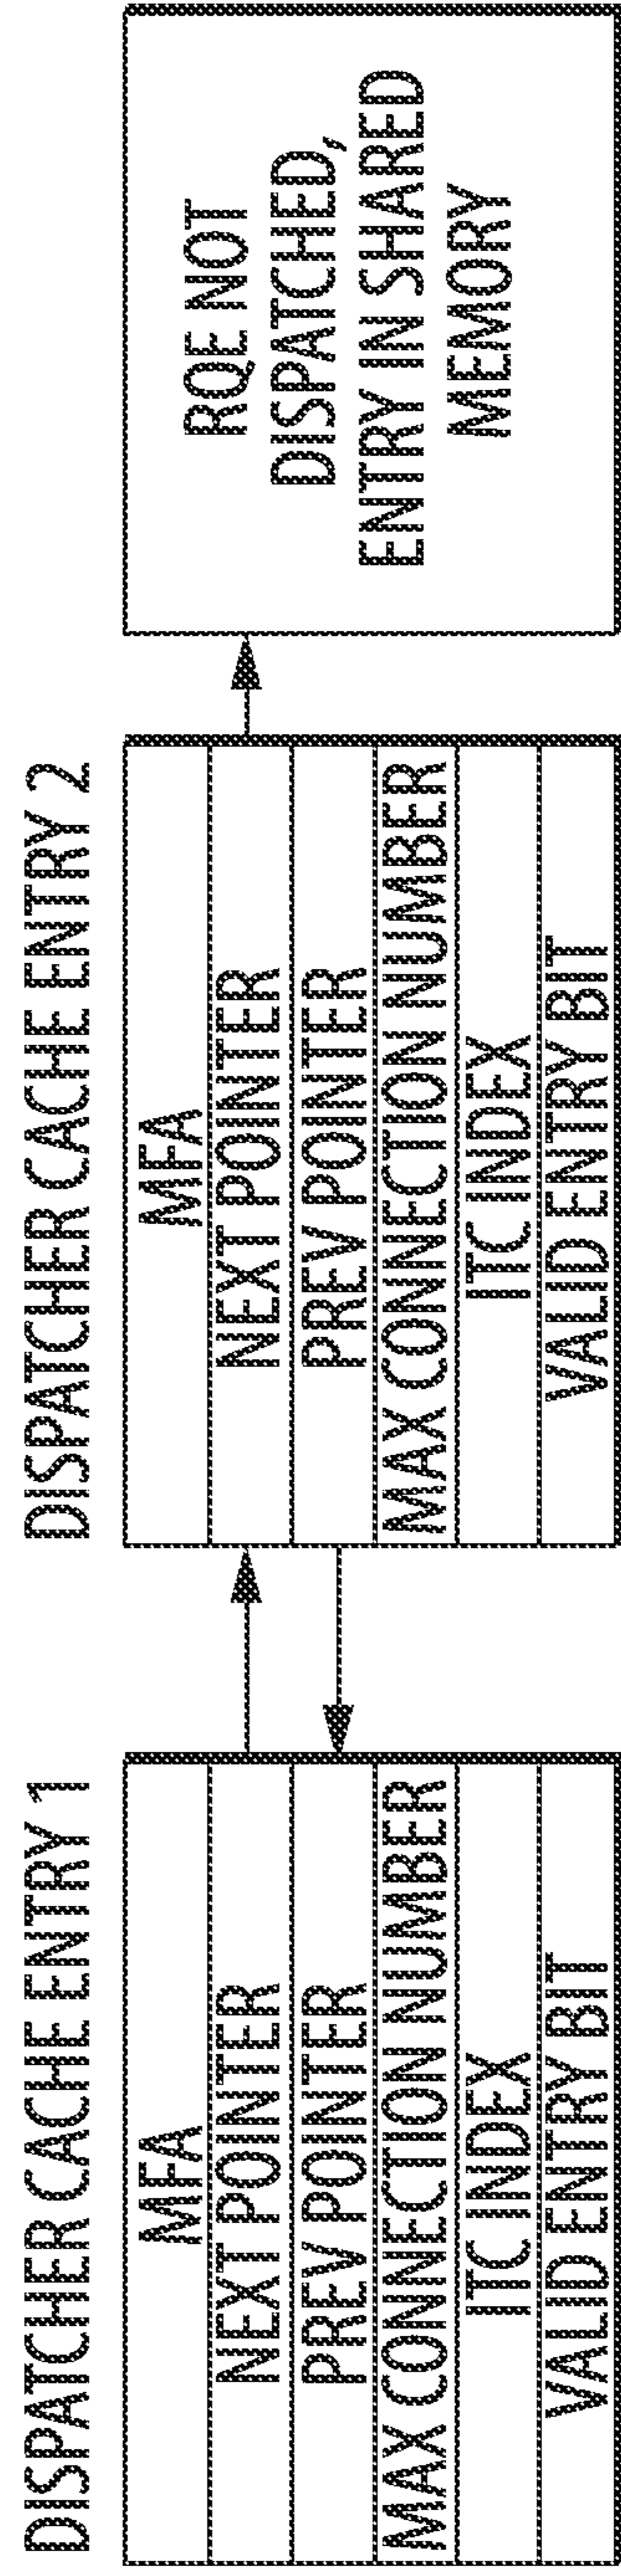 DISPATCHER CACHE ENTRY 1
MFA
NEXT POINTER
PREV POINTER
MAX CONNECTION NUMBER
ITC INDEX
VALID ENTRY BIT
DISPATCHER CACHE ENTRY 2
MFA
NEXT POINTER
PREV POINTER
MAX CONNECTION NUMBER
ITC INDEX
VALID ENTRY BIT
RQE NOT
DISPATCHED,
ENTRY IN SHARED
MEMORY